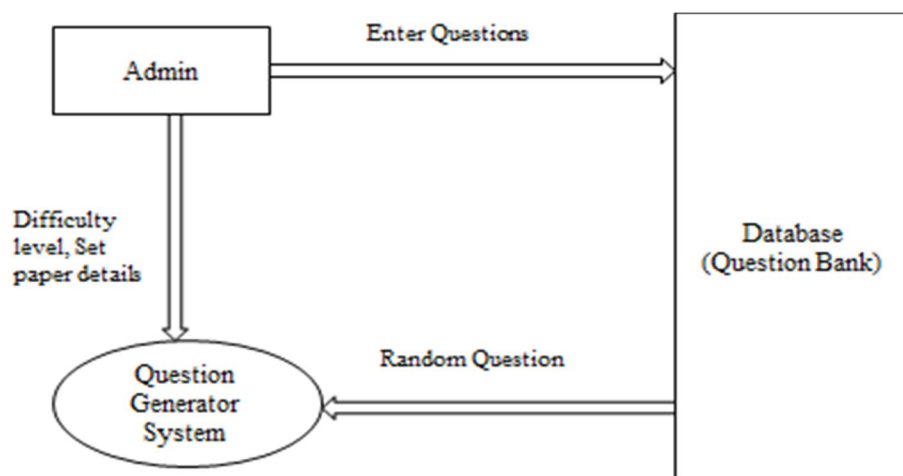 Enter Questions
Admin
Difficulty
level, Set
paper details
Database
(Question Bank)
Random Question
Question
Generator
System